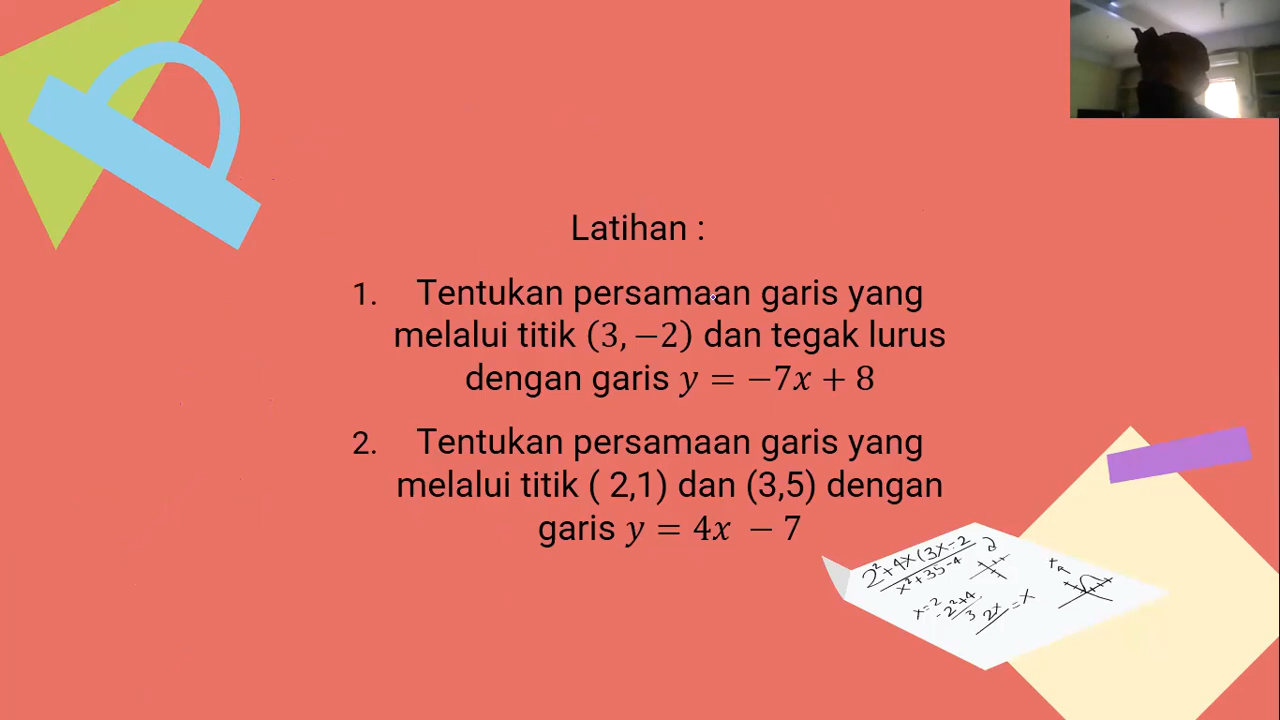 Latihan :
1. Tentukan persamaan garis yang
melalui titik (3, −2) dan tegak lurus
dengan garis y = −7x + 8
2. Tentukan persamaan garis yang
melalui titik ( 2,1) dan (3,5) dengan
garis y = 4x − 7